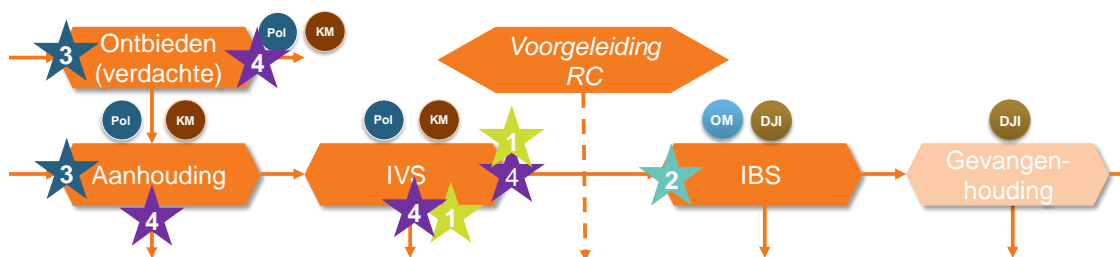 Pol
KM
3
Ontbieden
(verdachte)
4
Voorgeleiding
RC
Pol
KM
Pol
KM
OM
DJI
DJI
3
Aanhouding
4
IVS
1
4
4
1
2
IBS
Gevangen-
houding